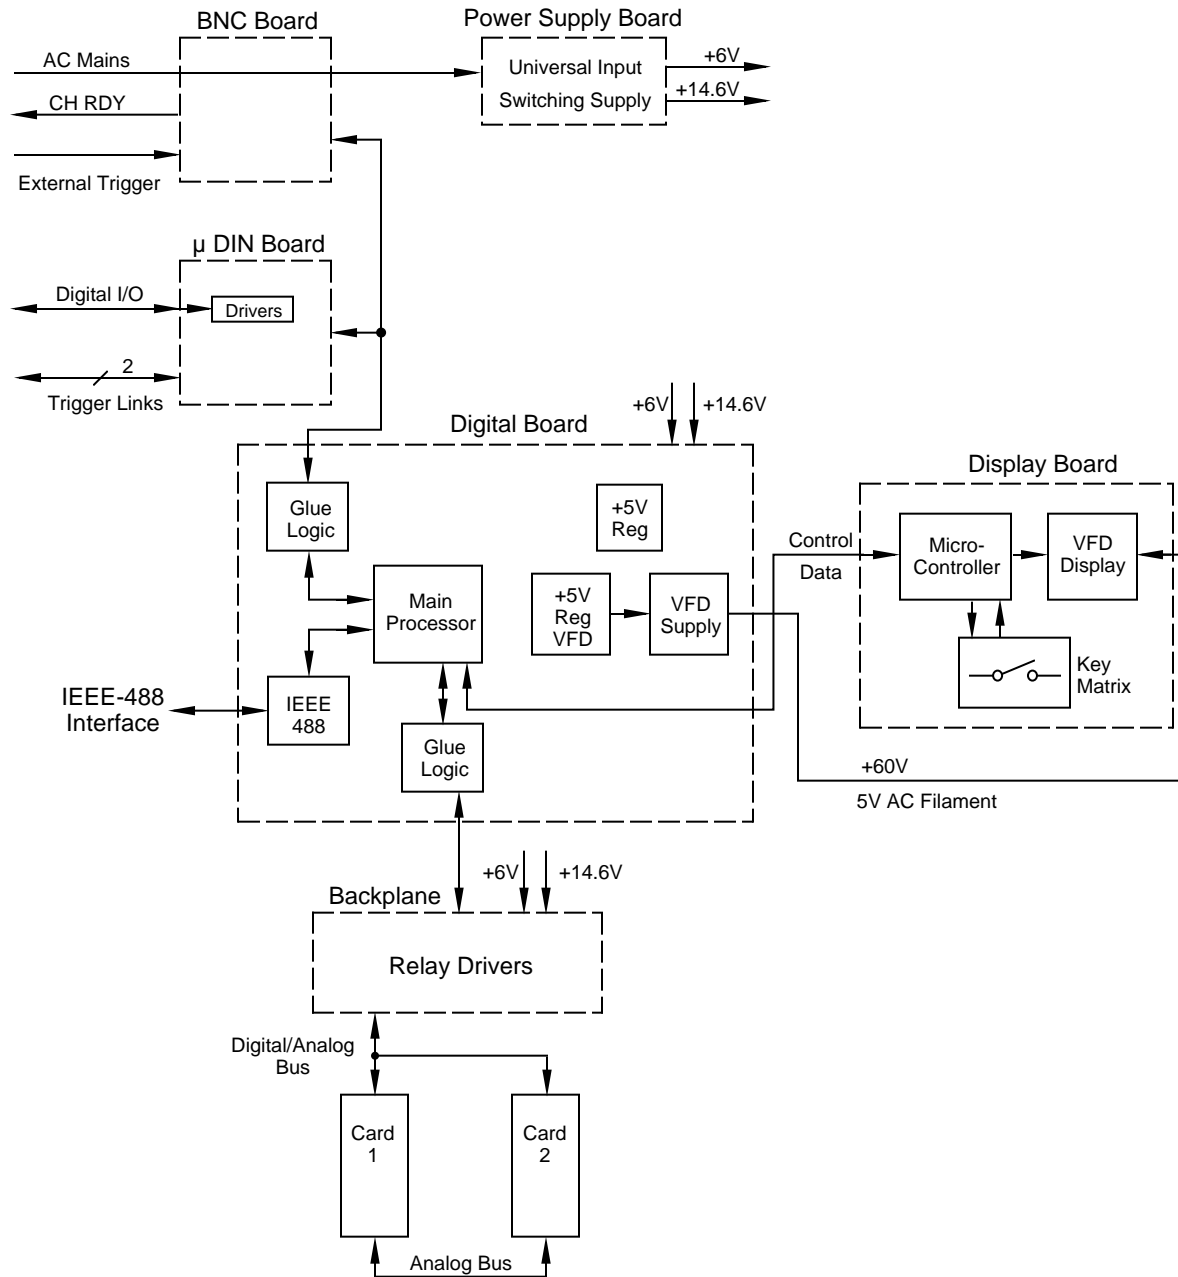 BNC Board
Power Supply Board
AC Mains
CH RDY
External Trigger
Universal Input
Switching Supply
+6V
+14.6V
µ DIN Board
Digital I/O
Drivers
2
Trigger Links
+6V
+14.6V
Digital Board
Display Board
Glue
Logic
+5V
Reg
Control
Data
Micro-
Controller
VFD
Display
Main
Processor
+5V
Reg
VFD
VFD
Supply
Key
Matrix
IEEE-488
Interface
IEEE
488
Glue
Logic
+60V
5V AC Filament
+6V
+14.6V
Backplane
Relay Drivers
Digital/Analog
Bus
Card
1
Card
2
Analog Bus